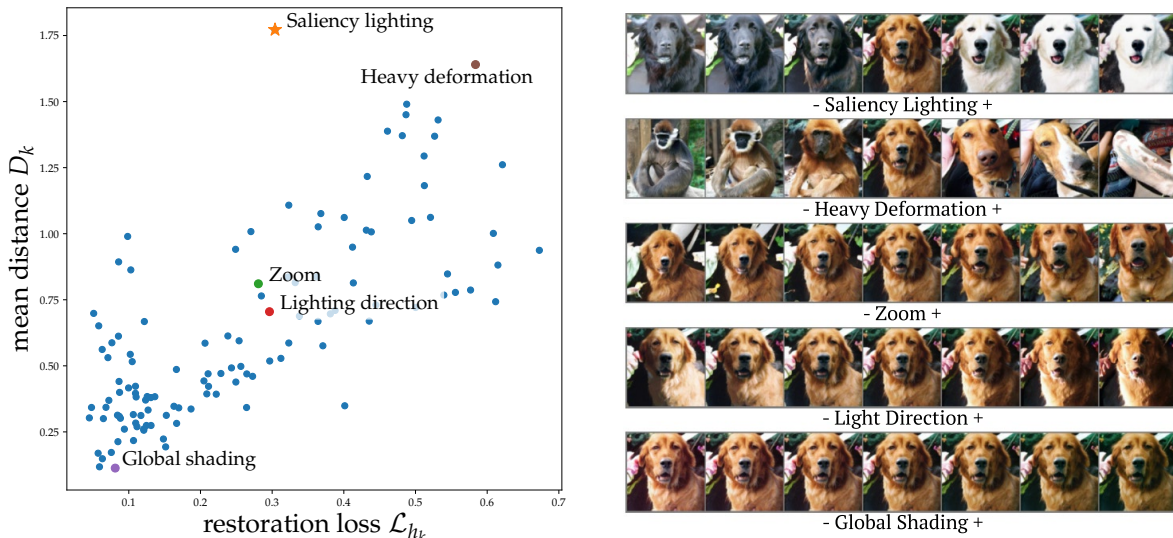 mean distance D_k
1.75
1.50
1.25
1.00
0.75
0.50
0.25
Saliency lighting
Heavy deformation
Zoom
Lighting direction
Global shading
0.1 0.2 0.3 0.4 0.5 0.6 0.7
restoration loss ℒ_{h_k}
- Saliency Lighting +
- Heavy Deformation +
- Zoom +
- Light Direction +
- Global Shading +